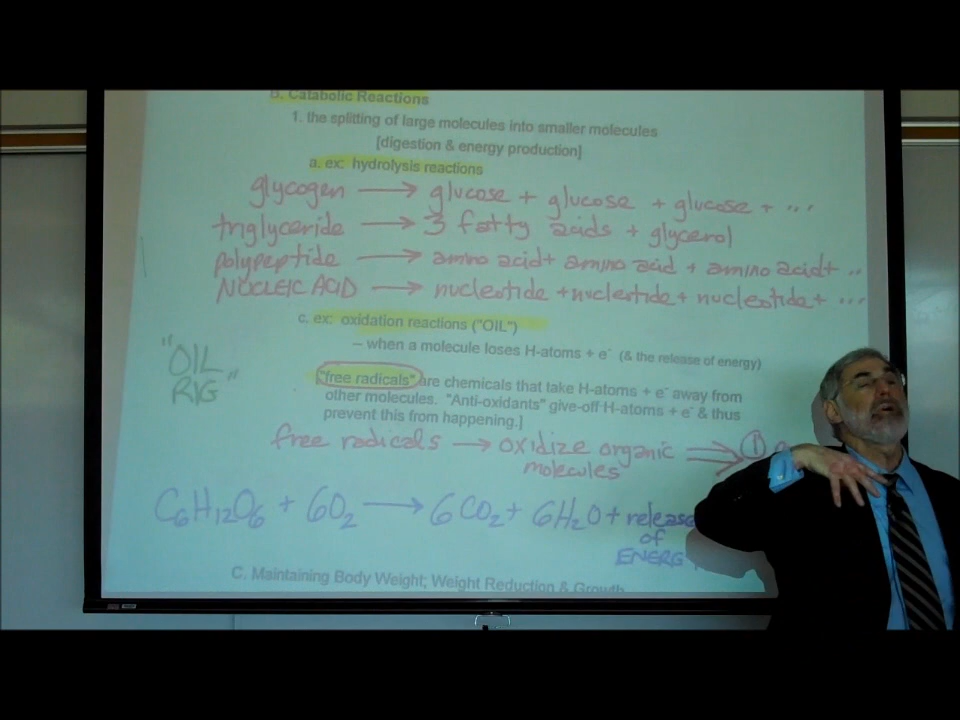 B. Catabolic Reactions
1. the splitting of large molecules into smaller molecules
[digestion & energy production]
a. ex: hydrolysis reactions
glycogen → glucose + glucose + glucose + ...
triglyceride → 3 fatty acids + glycerol
polypeptide → amino acid + amino acid + amino acid + ..
NUCLEIC ACID → nucleotide + nucleotide + nucleotide + ...
c. ex: oxidation reactions ("OIL")
– when a molecule loses H-atoms + e⁻ (& the release of energy)
"OIL
RIG"
"free radicals" are chemicals that take H-atoms + e⁻ away from
other molecules. "Anti-oxidants" give-off H-atoms + e⁻ & thus
prevent this from happening.]
free radicals → oxidize organic ⇒ ①
molecules
C₆H₁₂O₆ + 6O₂ → 6CO₂ + 6H₂O + release
of
ENERG
C. Maintaining Body Weight; Weight Reduction & Growth